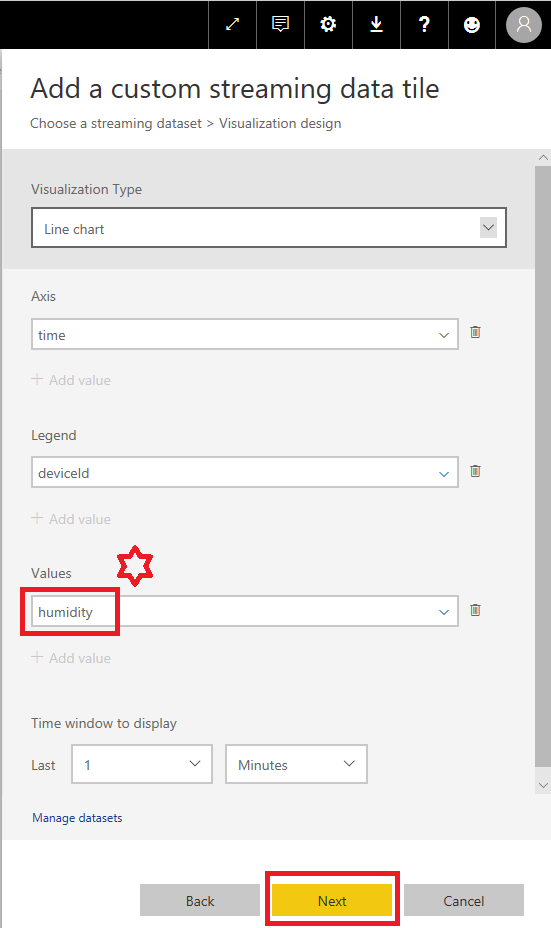 ?
Add a custom streaming data tile
Choose a streaming dataset > Visualization design
Visualization Type
Line chart
Axis
time
+ Add value
Legend
deviceId
+ Add value
Values
humidity
+ Add value
Time window to display
Last 1 Minutes
Manage datasets
Back Next Cancel